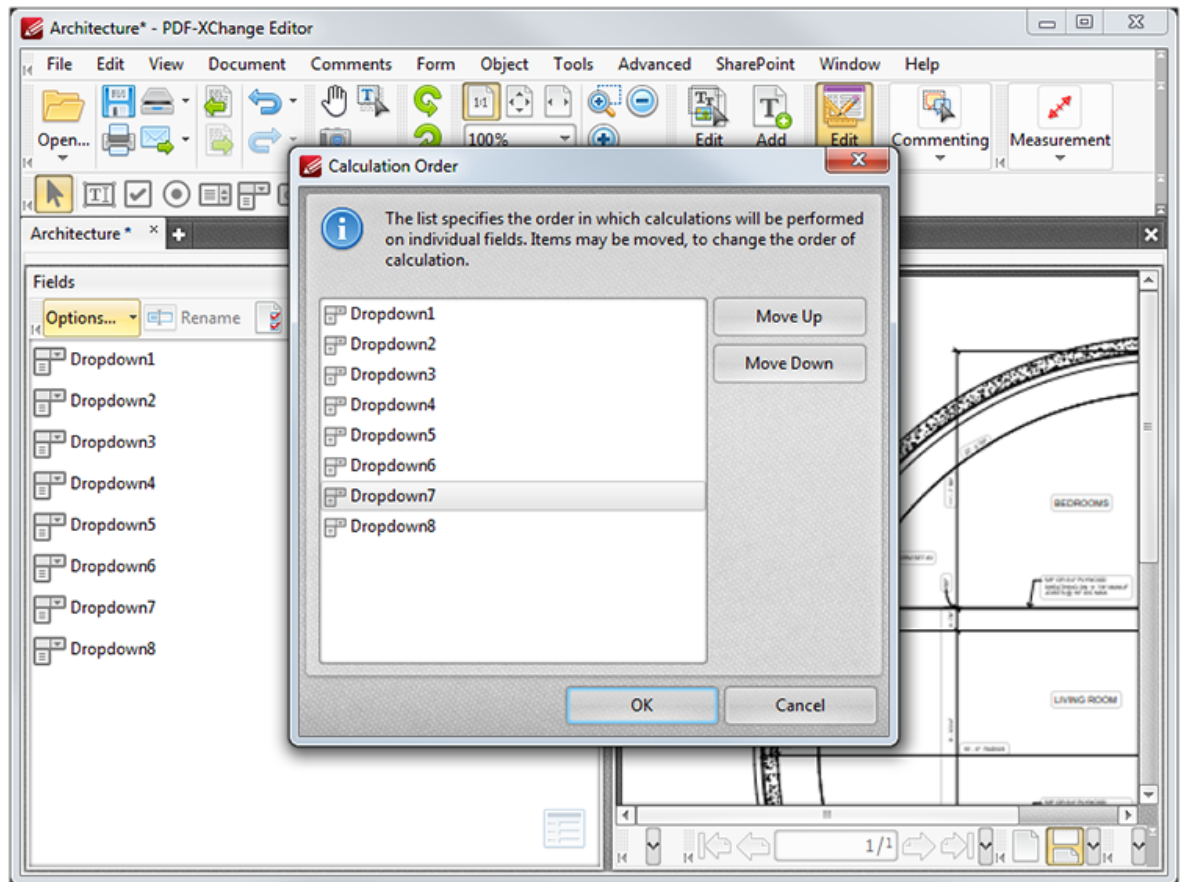 Architecture* - PDF-XChange Editor
File Edit View Document Comments Form Object Tools Advanced SharePoint Window Help
Open... 1:1 100% Edit Add Edit Commenting Measurement
Calculation Order
The list specifies the order in which calculations will be performed
on individual fields. Items may be moved, to change the order of
calculation.
Architecture *
Fields
Options... Rename
Dropdown1
Dropdown2
Dropdown3
Dropdown4
Dropdown5
Dropdown6
Dropdown7
Dropdown8
Dropdown1
Dropdown2
Dropdown3
Dropdown4
Dropdown5
Dropdown6
Dropdown7
Dropdown8
Move Up
Move Down
OK Cancel
BEDROOMS
LIVING ROOM
1/1